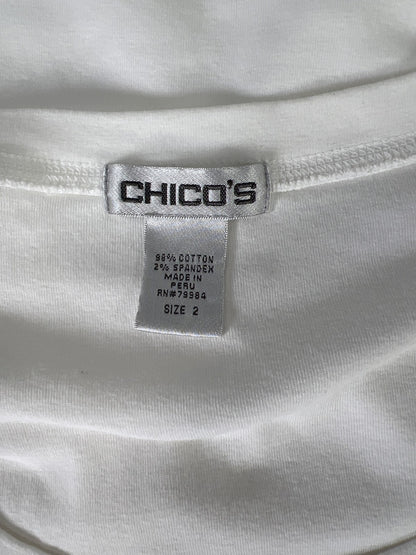 CHICO'S
98% COTTON
2% SPANDEX
MADE IN
PERU
RN#79984
SIZE 2